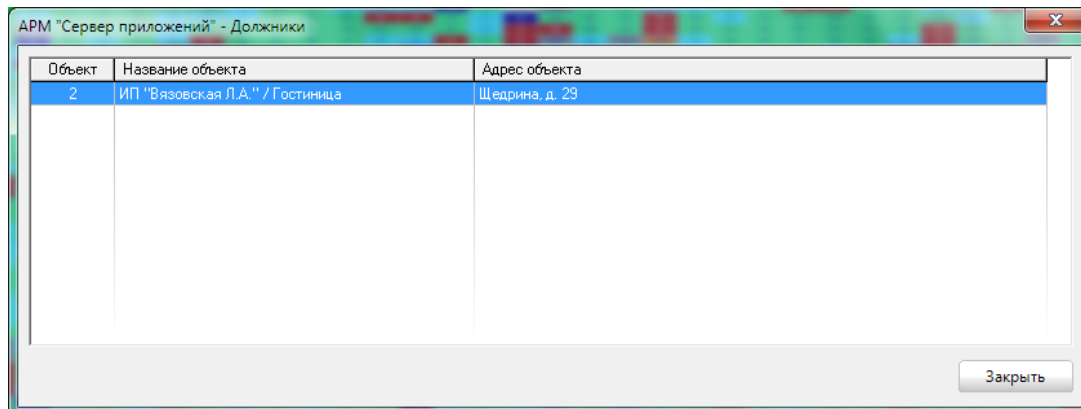 АРМ "Сервер приложений" - Должники
Объект Название объекта Адрес объекта
2 ИП "Вязовская Л.А." / Гостиница Щедрина, д. 29
Закрыть